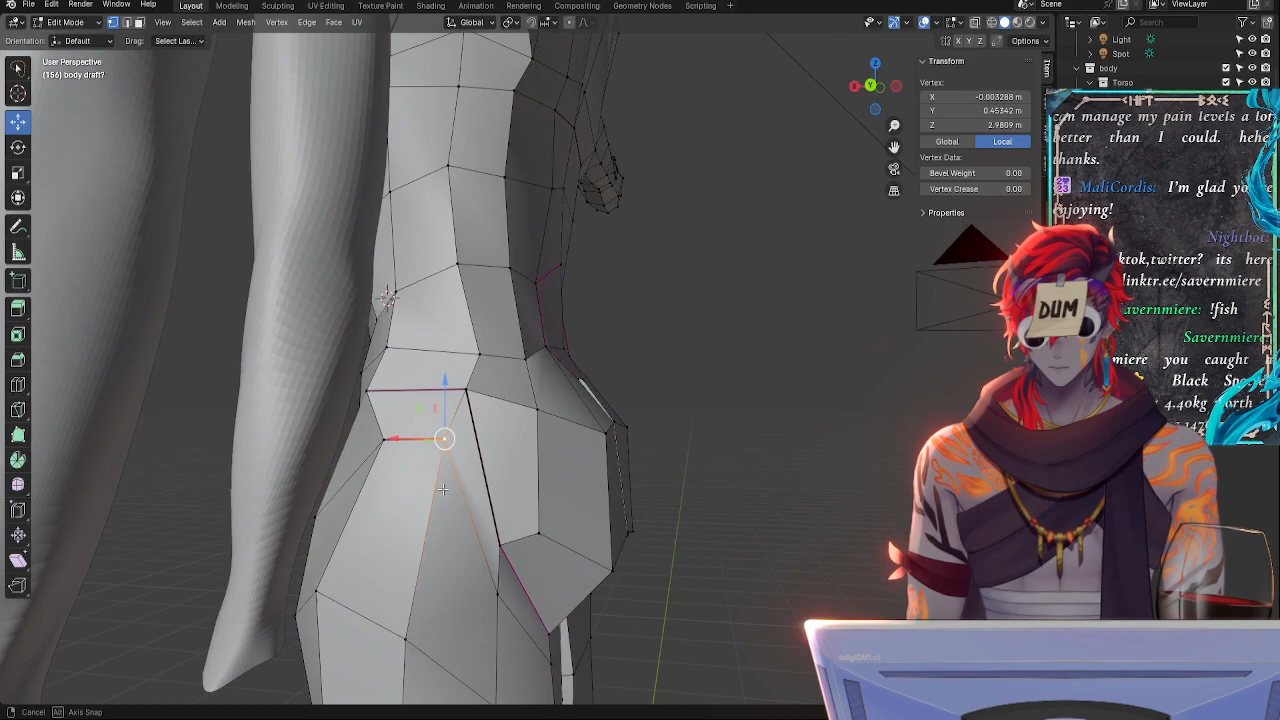 File Edit Render Window Help Layout Modeling Sculpting UV Editing Texture Paint Shading Animation Rendering Compositing Geometry Nodes Scripting + Scene ViewLayer
Edit Mode View Select Add Mesh Vertex Edge Face UV Global Search
Orientation: Default Drag: Select Las... X Y Z Options
Light
Spot
body
Torso
User Perspective
(156) body draft?
Transform
Vertex:
X -0.003288 m
Y 0.45342 m
Z 2.9809 m
Global Local
Vertex Data:
Bevel Weight 0.00
Vertex Crease 0.00
Properties
Item
Z
X
Y
can manage my pain levels a lot
better than I could. hehe
thanks.
MaliCordis: I'm glad
enjoying!
Nightbot:
its here
linktr.ee/savernmiere
!fish
Savernmiere:
you caught
Black
4.40kg
DUM
Cancel Alt Axis Snap